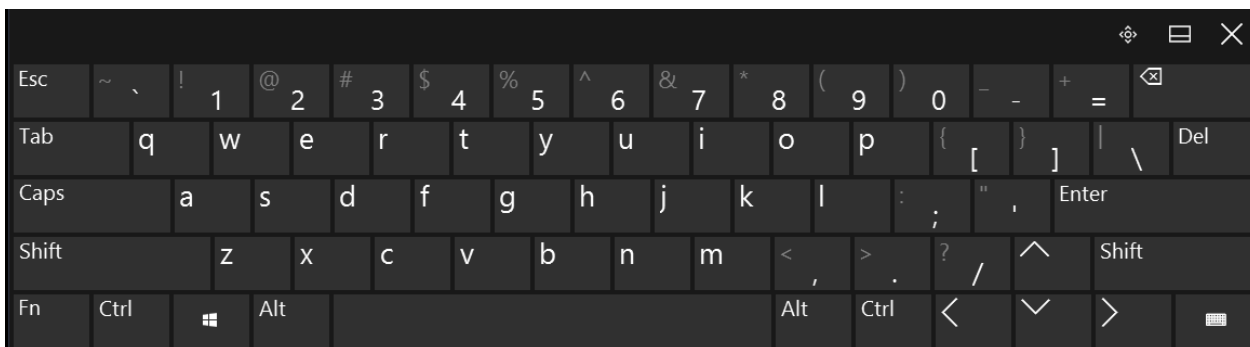 Esc ~ ` ! 1 @ 2 # 3 $ 4 % 5 ^ 6 & 7 * 8 ( 9 ) 0 _ - + =
Tab q w e r t y u i o p { [ } ] | \ Del
Caps a s d f g h j k l : ; " ' Enter
Shift z x c v b n m < , > . ? / Shift
Fn Ctrl Alt Alt Ctrl